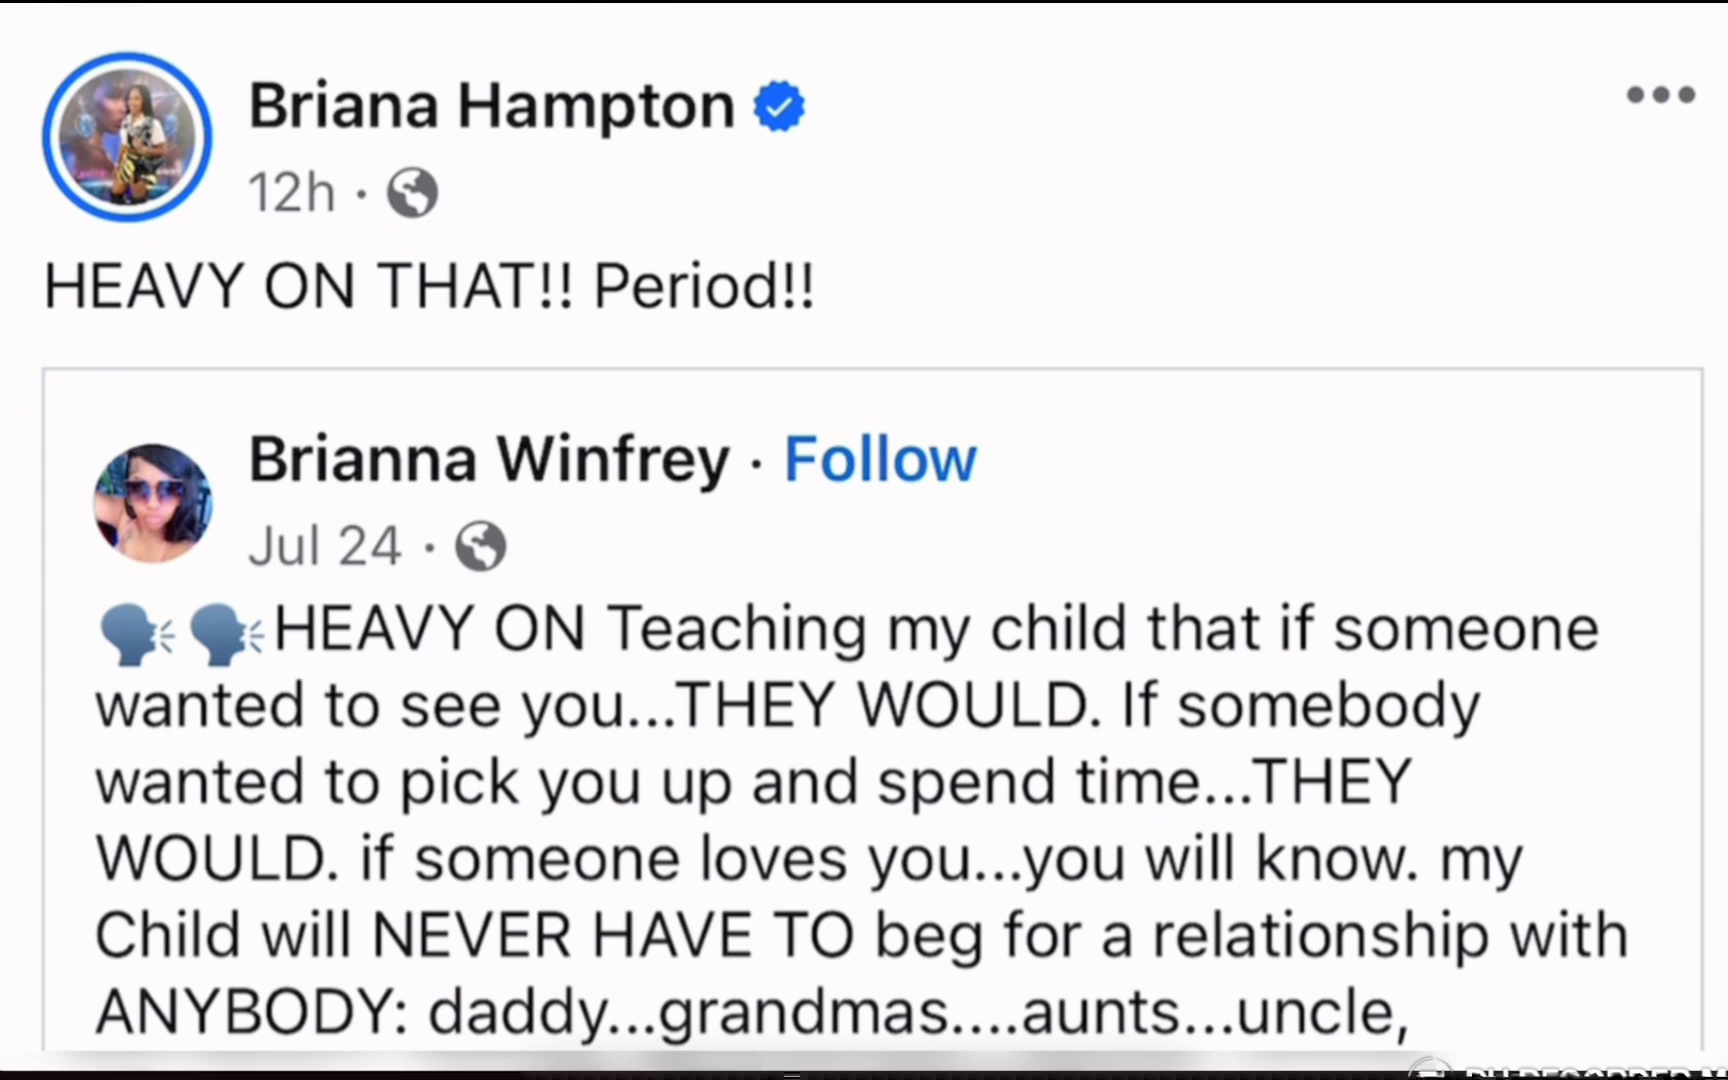 Briana Hampton
12h ·
HEAVY ON THAT!! Period!!
Brianna Winfrey · Follow
Jul 24 ·
🗣️🗣️HEAVY ON Teaching my child that if someone
wanted to see you...THEY WOULD. If somebody
wanted to pick you up and spend time...THEY
WOULD. if someone loves you...you will know. my
Child will NEVER HAVE TO beg for a relationship with
ANYBODY: daddy...grandmas....aunts...uncle,